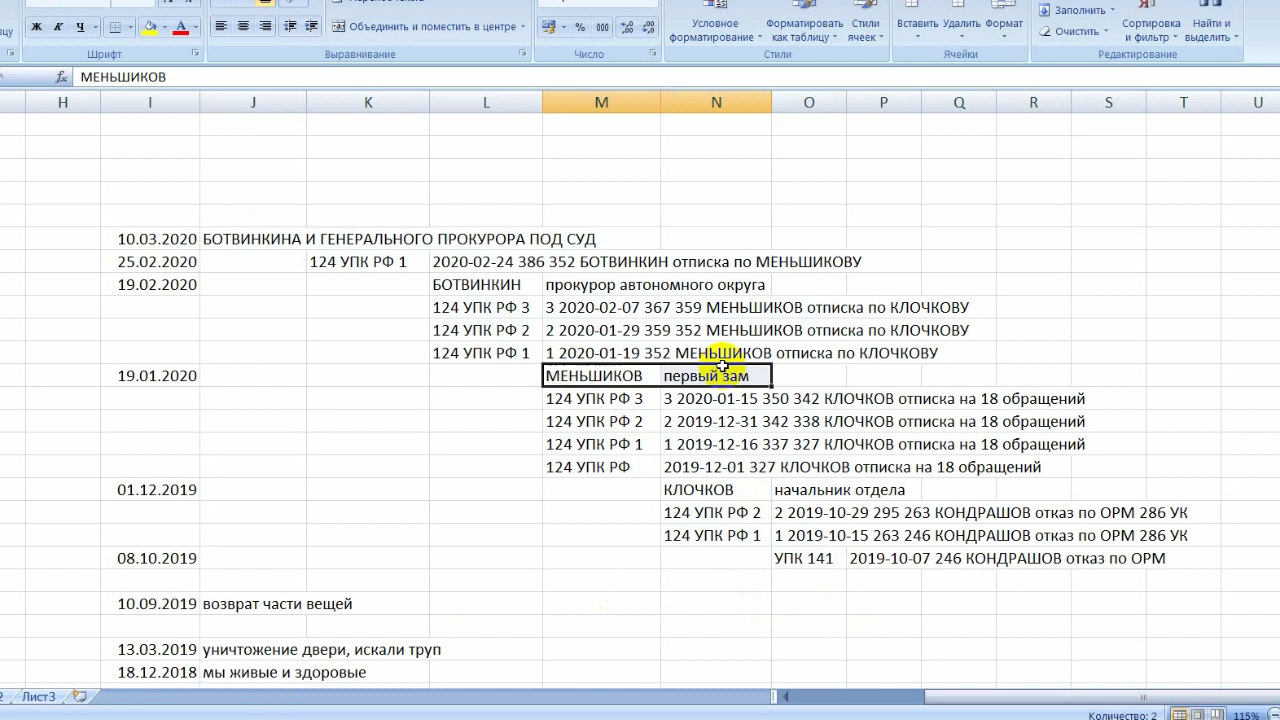 Объединить и поместить в центре
% 000
Условное форматирование
Форматировать как таблицу
Стили ячеек
Вставить Удалить Формат
Заполнить
Очистить
Сортировка и фильтр
Найти и выделить
Ж К Ч
Шрифт
Выравнивание
Число
Стили
Ячейки
Редактирование
fx МЕНЬШИКОВ
H I J K L M N O P Q R S T U
10.03.2020 БОТВИНКИНА И ГЕНЕРАЛЬНОГО ПРОКУРОРА ПОД СУД
25.02.2020 124 УПК РФ 1 2020-02-24 386 352 БОТВИНКИН отписка по МЕНЬШИКОВУ
19.02.2020 БОТВИНКИН прокурор автономного округа
124 УПК РФ 3 3 2020-02-07 367 359 МЕНЬШИКОВ отписка по КЛОЧКОВУ
124 УПК РФ 2 2 2020-01-29 359 352 МЕНЬШИКОВ отписка по КЛОЧКОВУ
124 УПК РФ 1 1 2020-01-19 352 МЕНЬШИКОВ отписка по КЛОЧКОВУ
19.01.2020 МЕНЬШИКОВ первый зам
124 УПК РФ 3 3 2020-01-15 350 342 КЛОЧКОВ отписка на 18 обращений
124 УПК РФ 2 2 2019-12-31 342 338 КЛОЧКОВ отписка на 18 обращений
124 УПК РФ 1 1 2019-12-16 337 327 КЛОЧКОВ отписка на 18 обращений
124 УПК РФ 2019-12-01 327 КЛОЧКОВ отписка на 18 обращений
01.12.2019 КЛОЧКОВ начальник отдела
124 УПК РФ 2 2 2019-10-29 295 263 КОНДРАШОВ отказ по ОРМ 286 УК
124 УПК РФ 1 1 2019-10-15 263 246 КОНДРАШОВ отказ по ОРМ 286 УК
08.10.2019 УПК 141 2019-10-07 246 КОНДРАШОВ отказ по ОРМ
10.09.2019 возврат части вещей
13.03.2019 уничтожение двери, искали труп
18.12.2018 мы живые и здоровые
2 Лист3
Количество: 2 115%